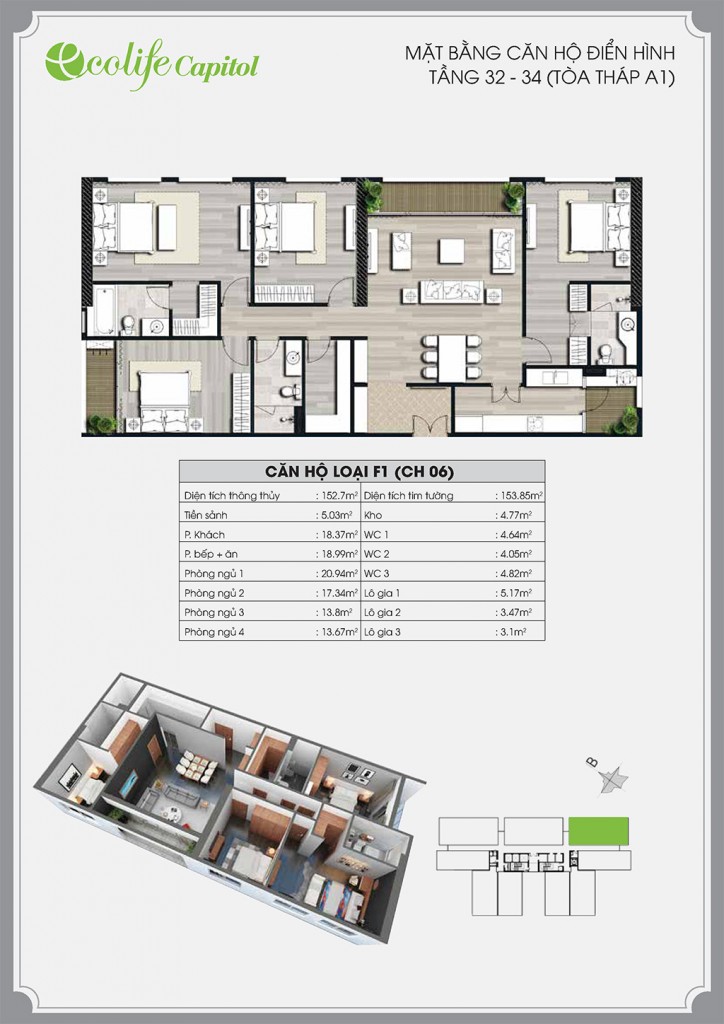 ecolife Capitol
MẶT BẰNG CĂN HỘ ĐIỂN HÌNH
TẦNG 32 - 34 (TÒA THÁP A1)
CĂN HỘ LOẠI F1 (CH 06)
Diện tích thông thủy : 152.7m² Diện tích tim tường : 153.85m²
Tiền sảnh : 5.03m² Kho : 4.77m²
P. Khách : 18.37m² WC 1 : 4.64m²
P. bếp + ăn : 18.99m² WC 2 : 4.05m²
Phòng ngủ 1 : 20.94m² WC 3 : 4.82m²
Phòng ngủ 2 : 17.34m² Lô gia 1 : 5.17m²
Phòng ngủ 3 : 13.8m² Lô gia 2 : 3.47m²
Phòng ngủ 4 : 13.67m² Lô gia 3 : 3.1m²
B